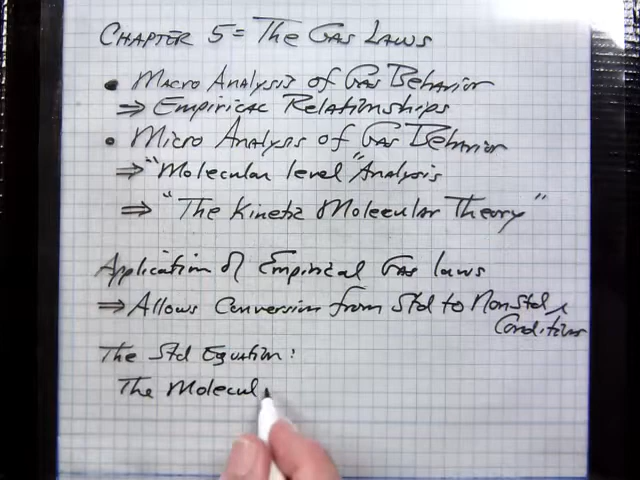 CHAPTER 5 = The GAS LAWS
• MACRO ANALYSIS OF GAS BEHAVIOR
⇒ EMPIRICAL RELATIONSHIPS
• MICRO ANALYSIS OF GAS BEHAVIOR
⇒ "Molecular level" Analysis
⇒ "The Kinetic Molecular Theory"
Application of Empirical GAS laws
⇒ Allows Conversion from Std to NonStd
Conditions
The Std Equation:
The Molecul